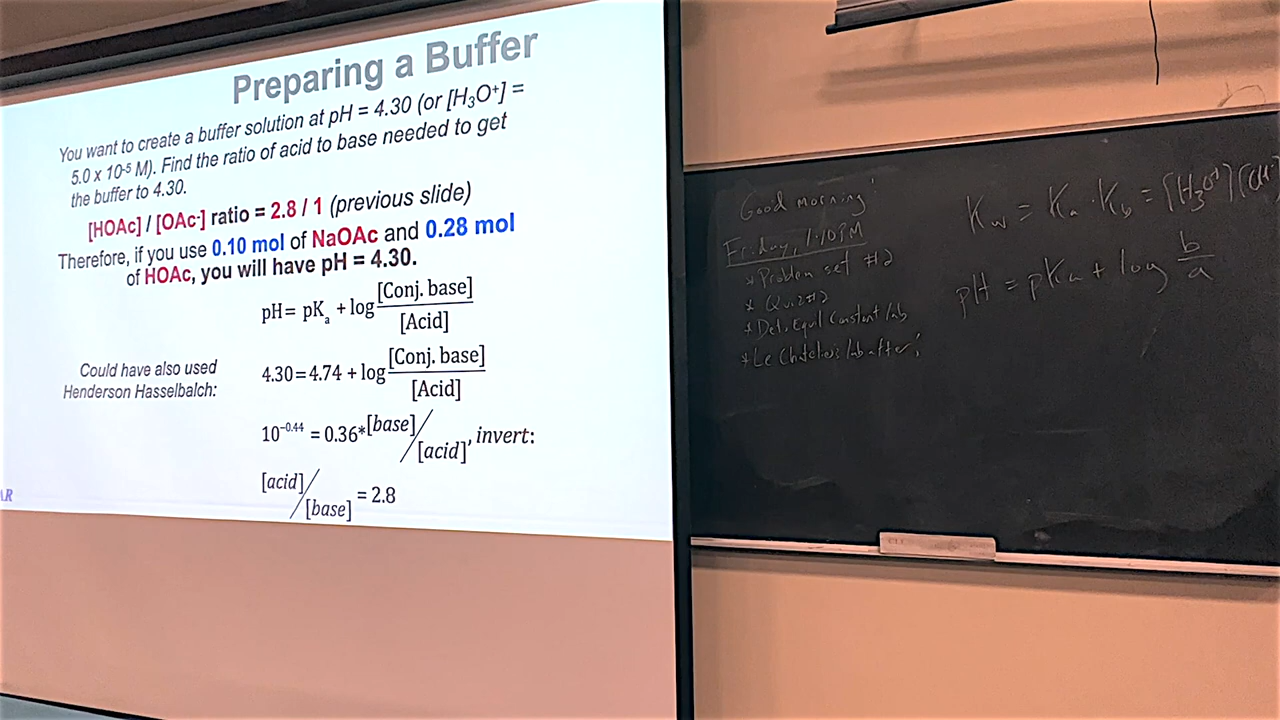 Preparing a Buffer
You want to create a buffer solution at pH = 4.30 (or [H₃O⁺] =
5.0 x 10⁻⁵ M). Find the ratio of acid to base needed to get
the buffer to 4.30.
[HOAc] / [OAc-] ratio = 2.8 / 1 (previous slide)
Therefore, if you use 0.10 mol of NaOAc and 0.28 mol
of HOAc, you will have pH = 4.30.
pH= pKₐ + log [Conj. base]
[Acid]
Could have also used
Henderson Hasselbalch:
4.30=4.74 + log [Conj. base]
[Acid]
10⁻⁰·⁴⁴ = 0.36*[base]/[acid], invert:
[acid]/[base] = 2.8
AR
Good morning!
Friday, 1:10 PM
* Problem set #2
* Quiz #2
* Det. Equil Constant lab
* Le Chatelier's lab after!
Kw = Ka · Kb = [H₃O⁺][OH⁻
pH = pKa + log b/a